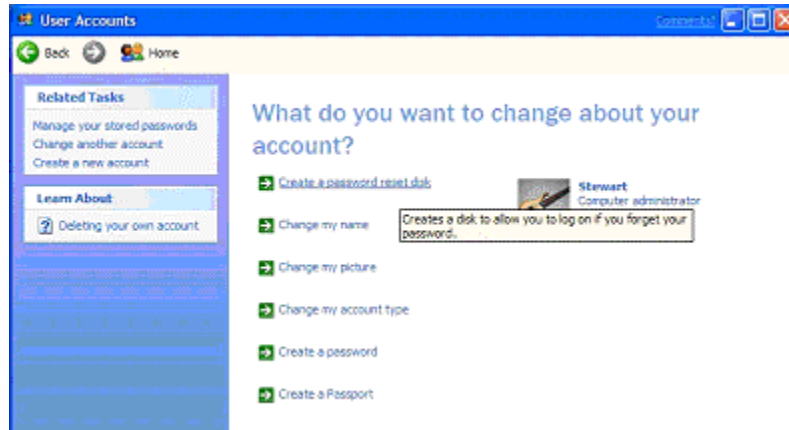 User Accounts
Comments!
Back
Home
Related Tasks
Manage your stored passwords
Change another account
Create a new account
Learn About
Deleting your own account
What do you want to change about your
account?
Create a password reset disk
Stewart
Computer administrator
Creates a disk to allow you to log on if you forget your
password.
Change my name
Change my picture
Change my account type
Create a password
Create a Passport